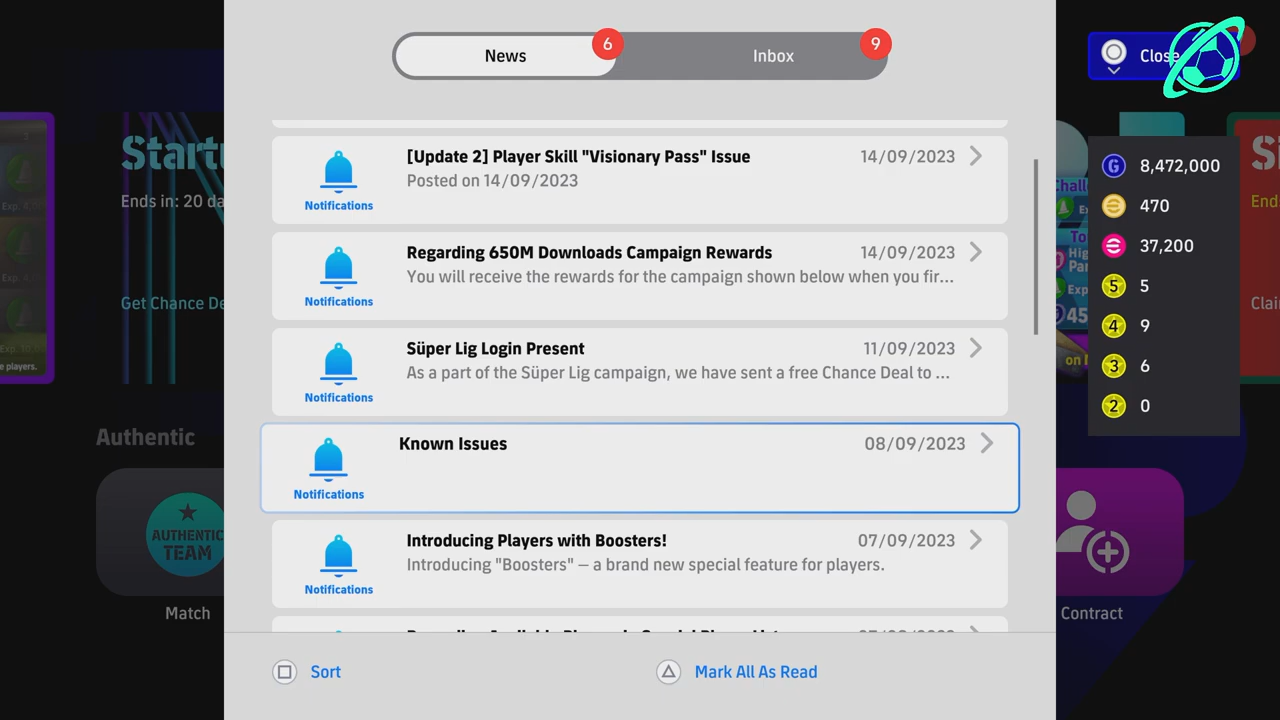 News
6
Inbox
9
Close
[Update 2] Player Skill "Visionary Pass" Issue
14/09/2023
Posted on 14/09/2023
Notifications
Regarding 650M Downloads Campaign Rewards
14/09/2023
You will receive the rewards for the campaign shown below when you fir...
Notifications
Süper Lig Login Present
11/09/2023
As a part of the Süper Lig campaign, we have sent a free Chance Deal to ...
Notifications
Known Issues
08/09/2023
Notifications
Introducing Players with Boosters!
07/09/2023
Introducing "Boosters" – a brand new special feature for players.
Notifications
Sort
Mark All As Read
G 8,472,000
470
37,200
5 5
4 9
3 6
2 0
Ends in: 20 da
Get Chance De
Authentic
AUTHENTIC
TEAM
Match
Contract
e players.